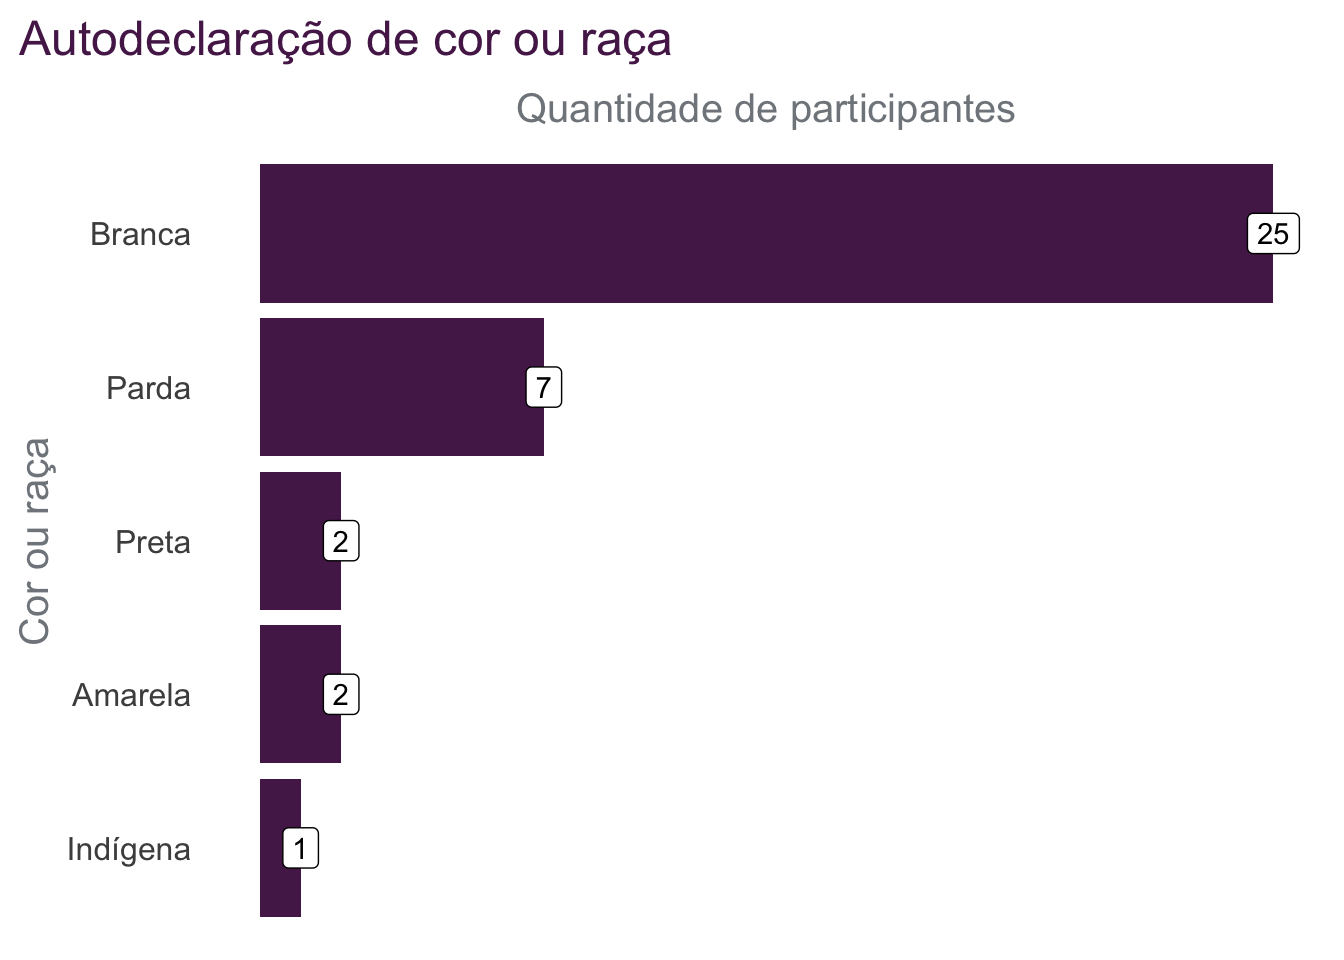 Autodeclaração de cor ou raça
Quantidade de participantes
Branca
25
Parda
7
Cor ou raça
Preta
2
Amarela
2
Indígena
1